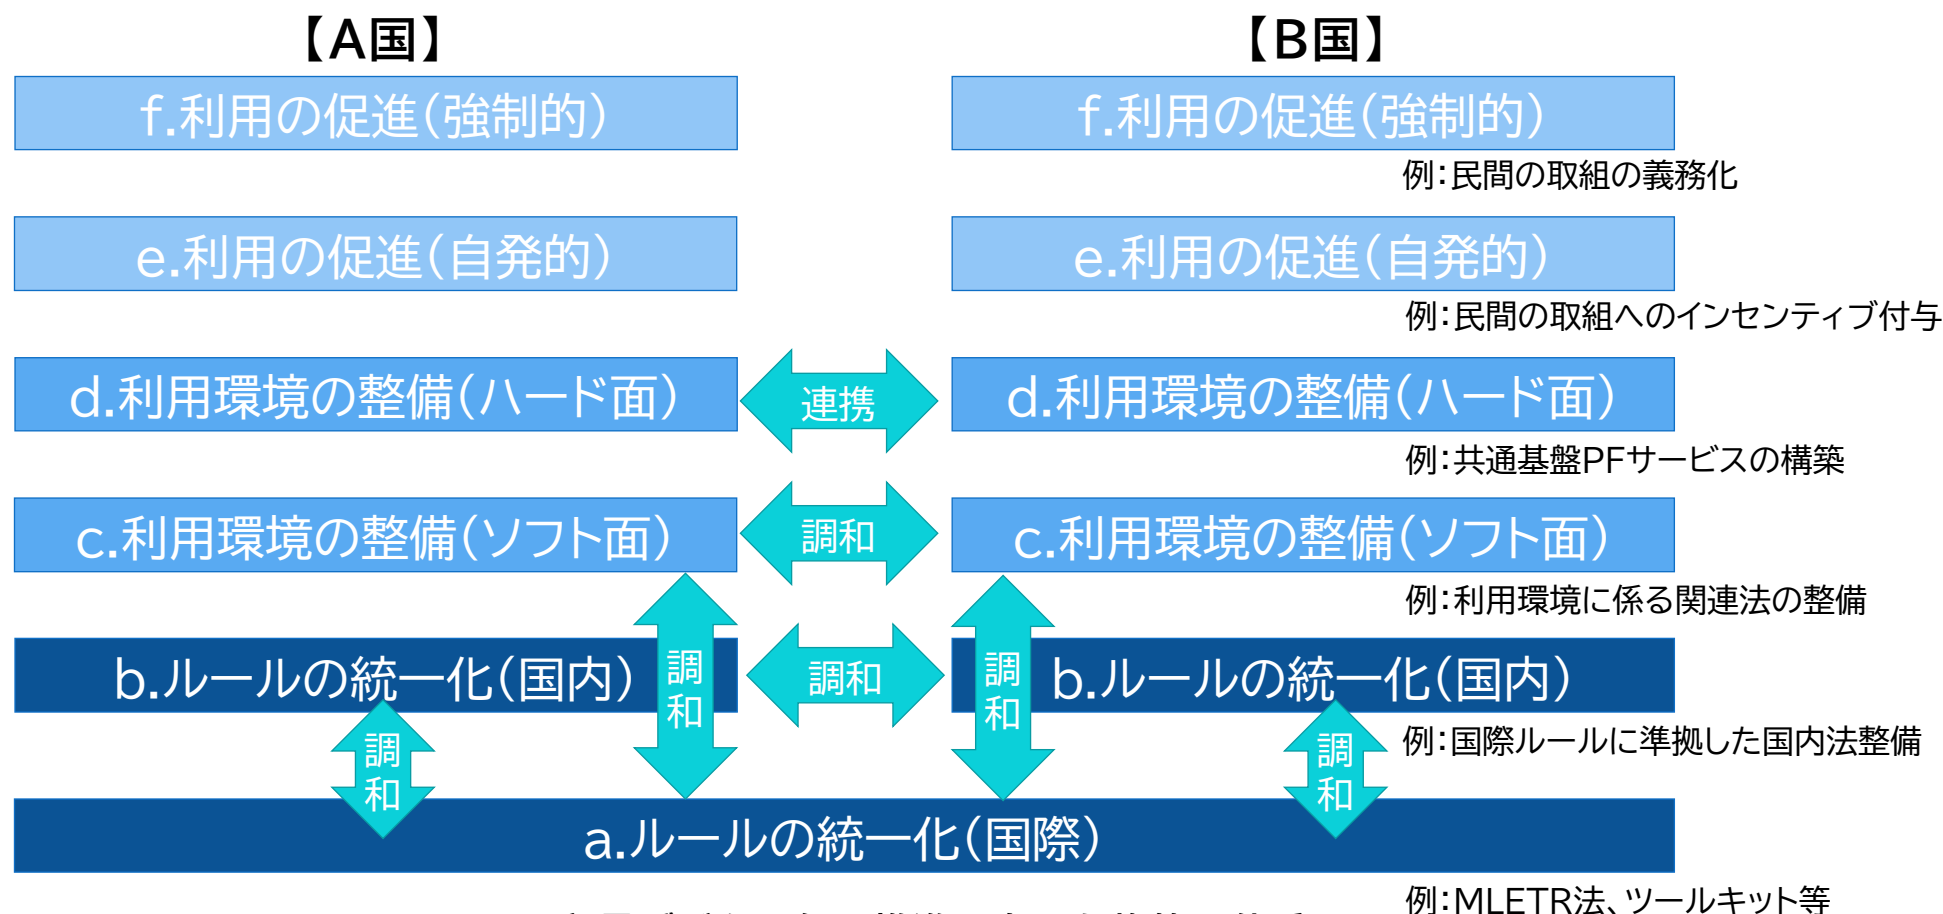 【A国】
【B国】
f.利用の促進(強制的)
f.利用の促進(強制的)
例:民間の取組の義務化
e.利用の促進(自発的)
e.利用の促進(自発的)
例:民間の取組へのインセンティブ付与
d.利用環境の整備(ハード面)
連携
d.利用環境の整備(ハード面)
例:共通基盤PFサービスの構築
c.利用環境の整備(ソフト面)
調和
c.利用環境の整備(ソフト面)
例:利用環境に係る関連法の整備
b.ルールの統一化(国内)
調和
調和
調和
b.ルールの統一化(国内)
例:国際ルールに準拠した国内法整備
調和
調和
a.ルールの統一化(国際)
例:MLETR法、ツールキット等